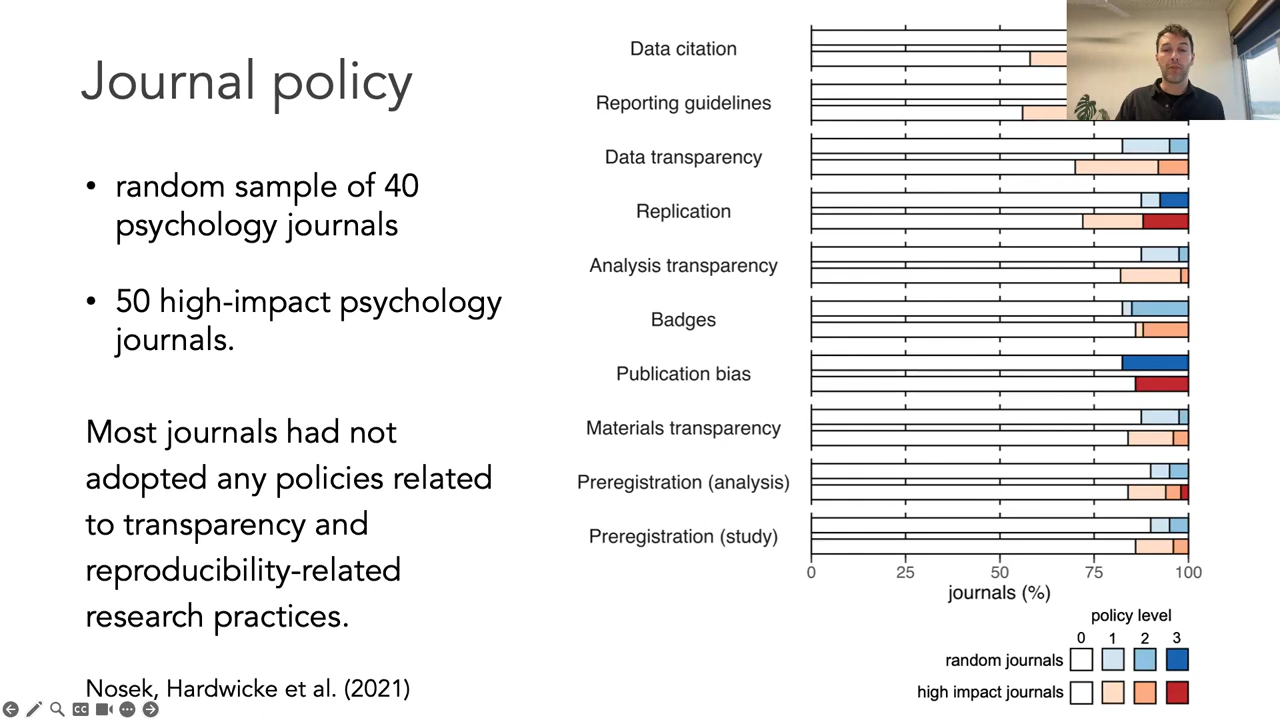 Journal policy
• random sample of 40
psychology journals
• 50 high-impact psychology
journals.
Most journals had not
adopted any policies related
to transparency and
reproducibility-related
research practices.
Nosek, Hardwicke et al. (2021)
Data citation
Reporting guidelines
Data transparency
Replication
Analysis transparency
Badges
Publication bias
Materials transparency
Preregistration (analysis)
Preregistration (study)
0 25 50 75 100
journals (%)
policy level
0 1 2 3
random journals
high impact journals
CC